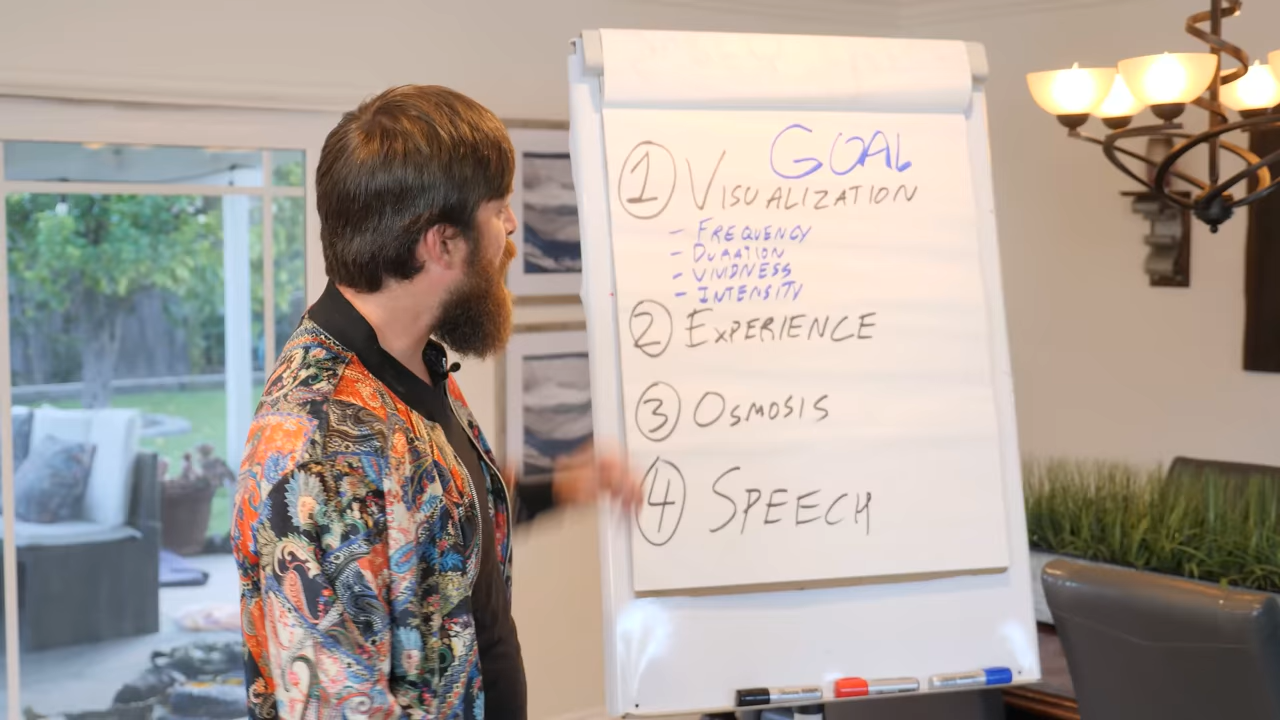 GOAL
1 VISUALIZATION
- FREQUENCY
- DURATION
- VIVIDNESS
- INTENSITY
2 EXPERIENCE
3 OSMOSIS
4 SPEECH